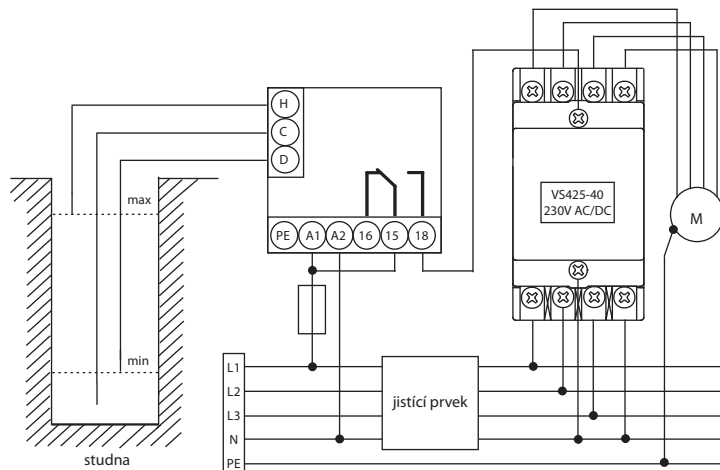 H
C
D
max
min
studna
PE A1 A2 16 15 18
VS425-40
230V AC/DC
M
L1
L2
L3
N
PE
jistící prvek